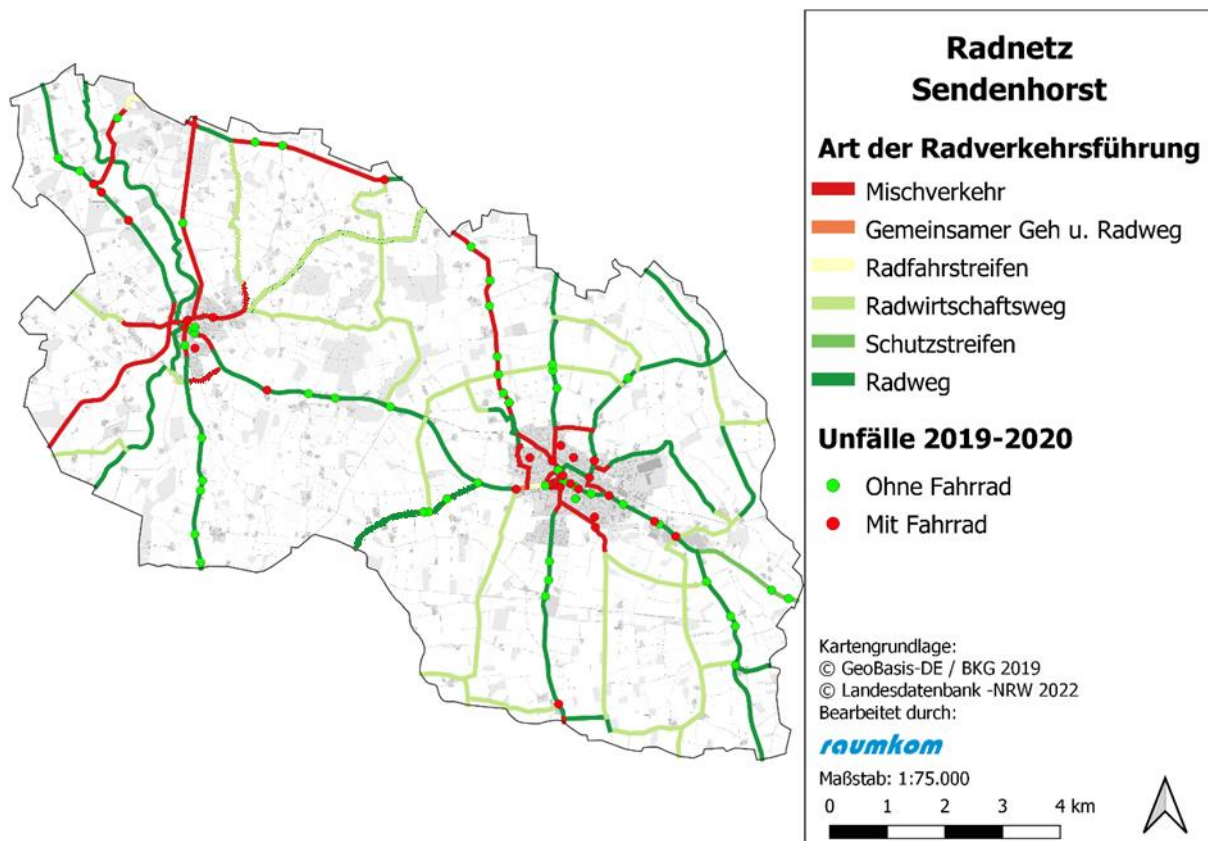 Radnetz
Sendenhorst
Art der Radverkehrsführung
Mischverkehr
Gemeinsamer Geh u. Radweg
Radfahrstreifen
Radwirtschaftsweg
Schutzstreifen
Radweg
Unfälle 2019-2020
Ohne Fahrrad
Mit Fahrrad
Kartengrundlage:
© GeoBasis-DE / BKG 2019
© Landesdatenbank -NRW 2022
Bearbeitet durch:
raumkom
Maßstab: 1:75.000
0 1 2 3 4 km